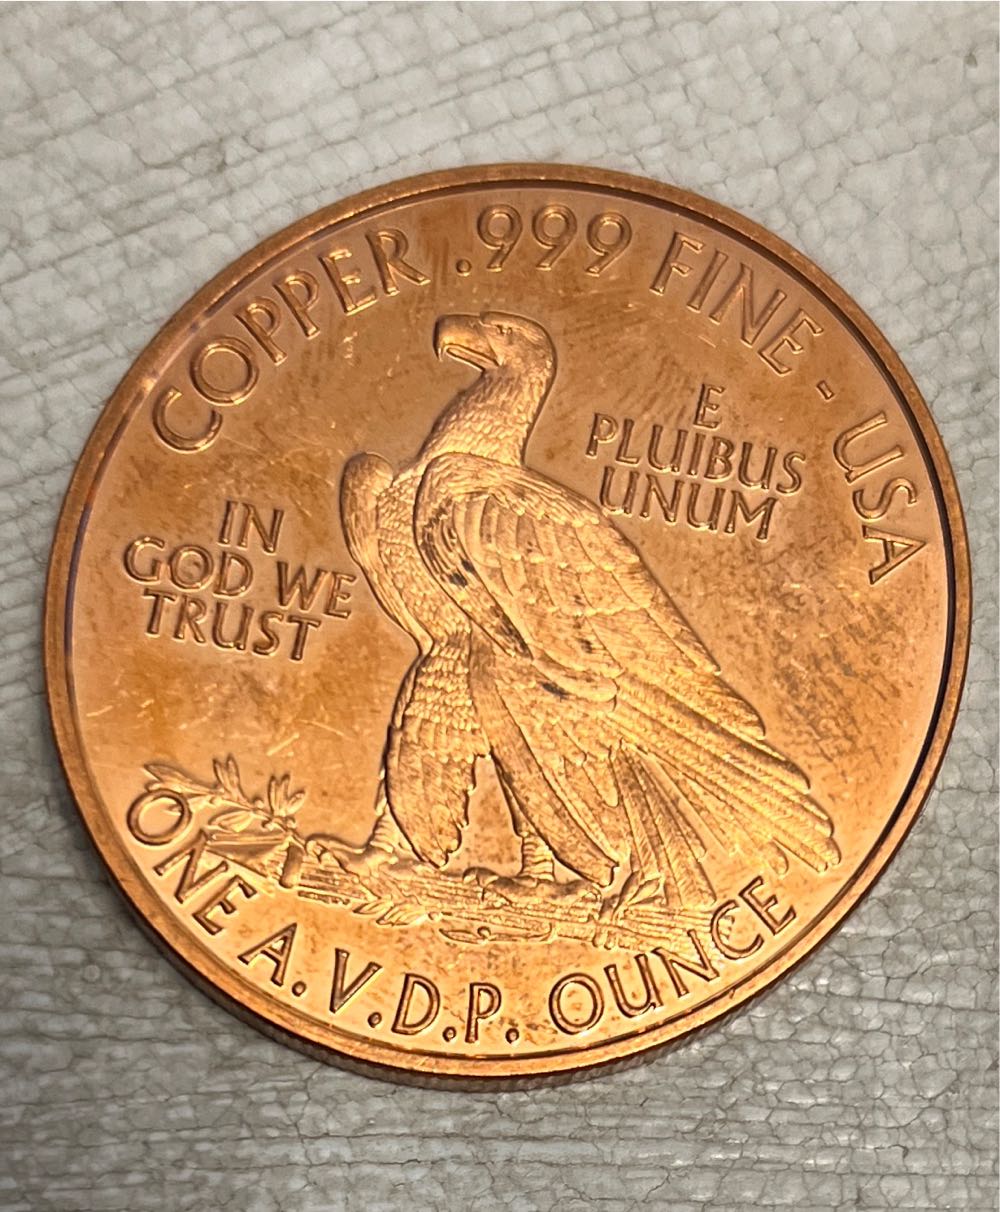 COPPER .999 FINE - USA
E
PLUIBUS
UNUM
IN
GOD WE
TRUST
ONE A.V.D.P. OUNCE